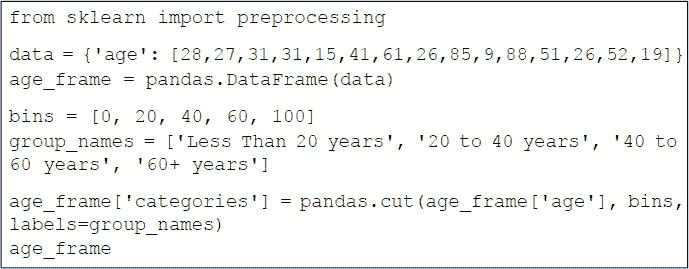 from sklearn import preprocessing
data = {'age': [28,27,31,31,15,41,61,26,85,9,88,51,26,52,19]}
age_frame = pandas.DataFrame(data)
bins = [0, 20, 40, 60, 100]
group_names = ['Less Than 20 years', '20 to 40 years', '40 to
60 years', '60+ years']
age_frame['categories'] = pandas.cut(age_frame['age'], bins,
labels=group_names)
age_frame